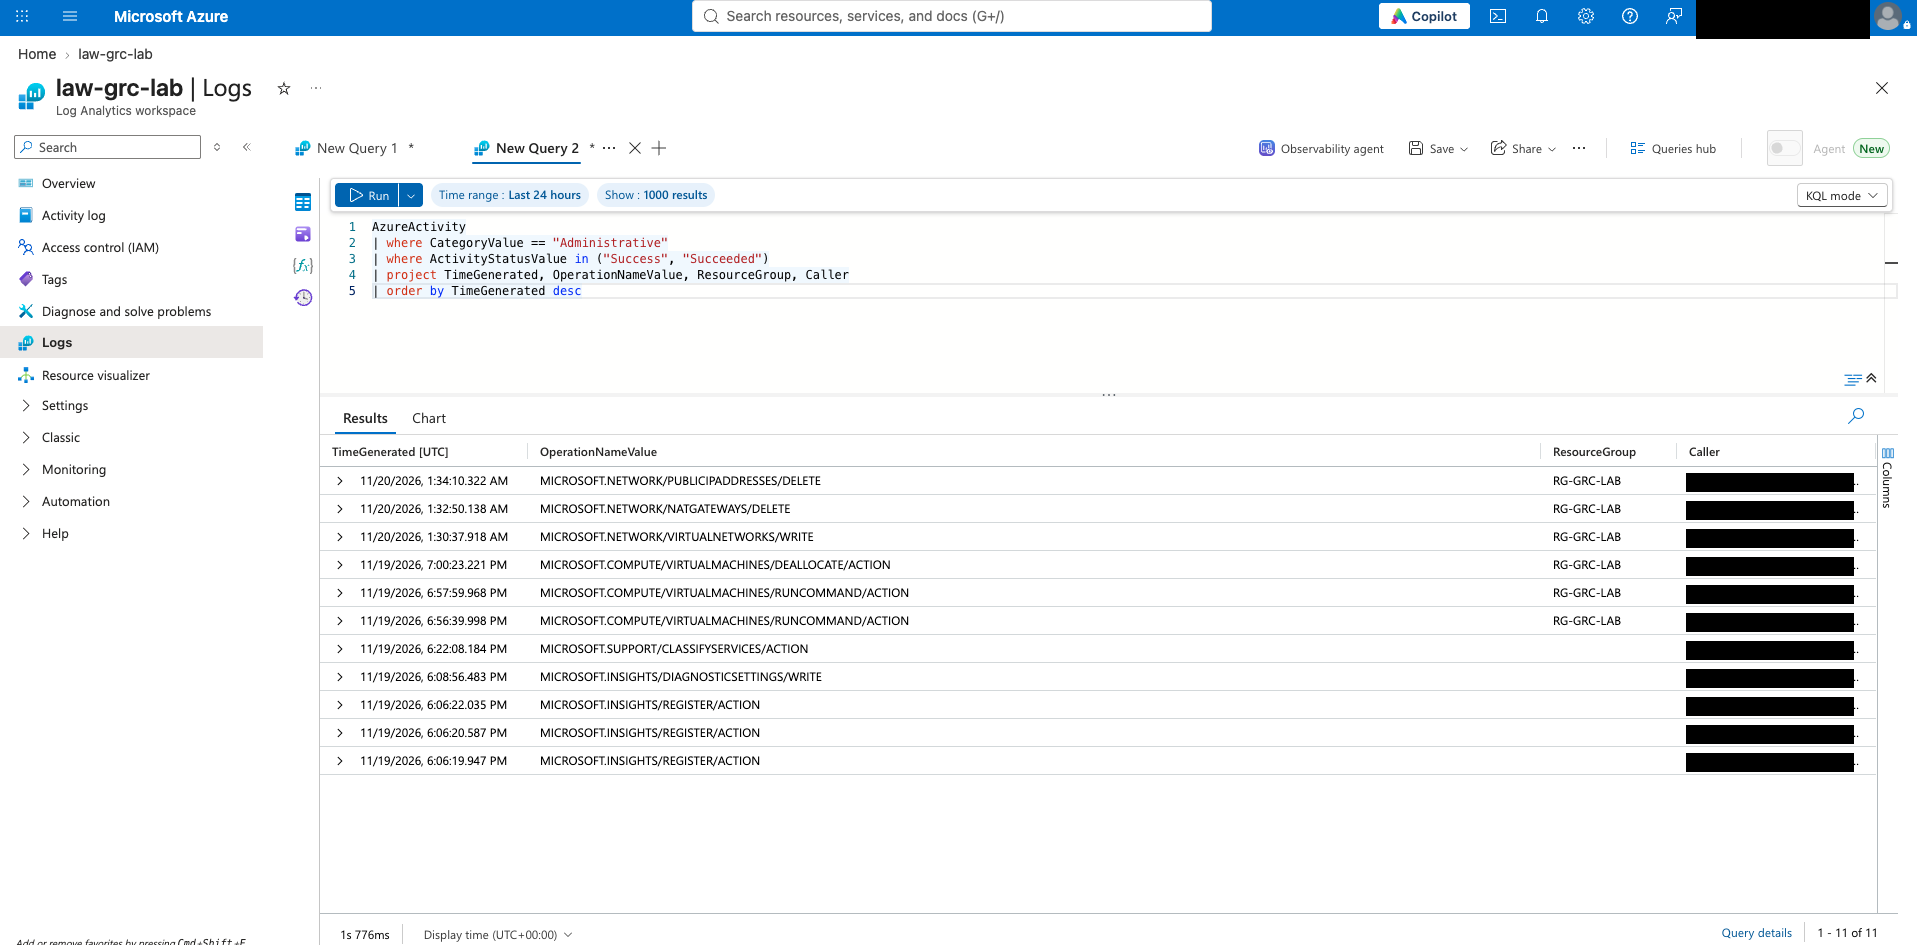 Microsoft Azure
Search resources, services, and docs (G+/)
Copilot
Home > law-grc-lab
law-grc-lab | Logs
Log Analytics workspace
Search
Overview
Activity log
Access control (IAM)
Tags
Diagnose and solve problems
Logs
Resource visualizer
Settings
Classic
Monitoring
Automation
Help
Add or remove favorites by pressing Cmd+Shift+F
New Query 1 *
New Query 2 * ···
Observability agent
Save
Share
Queries hub
Agent New
Run
Time range : Last 24 hours
Show : 1000 results
KQL mode
1 AzureActivity
2 | where CategoryValue == "Administrative"
3 | where ActivityStatusValue in ("Success", "Succeeded")
4 | project TimeGenerated, OperationNameValue, ResourceGroup, Caller
5 | order by TimeGenerated desc
Results Chart
TimeGenerated [UTC] OperationNameValue ResourceGroup Caller
11/20/2026, 1:34:10.322 AM MICROSOFT.NETWORK/PUBLICIPADDRESSES/DELETE RG-GRC-LAB
11/20/2026, 1:32:50.138 AM MICROSOFT.NETWORK/NATGATEWAYS/DELETE RG-GRC-LAB
11/20/2026, 1:30:37.918 AM MICROSOFT.NETWORK/VIRTUALNETWORKS/WRITE RG-GRC-LAB
11/19/2026, 7:00:23.221 PM MICROSOFT.COMPUTE/VIRTUALMACHINES/DEALLOCATE/ACTION RG-GRC-LAB
11/19/2026, 6:57:59.968 PM MICROSOFT.COMPUTE/VIRTUALMACHINES/RUNCOMMAND/ACTION RG-GRC-LAB
11/19/2026, 6:56:39.998 PM MICROSOFT.COMPUTE/VIRTUALMACHINES/RUNCOMMAND/ACTION RG-GRC-LAB
11/19/2026, 6:22:08.184 PM MICROSOFT.SUPPORT/CLASSIFYSERVICES/ACTION
11/19/2026, 6:08:56.483 PM MICROSOFT.INSIGHTS/DIAGNOSTICSETTINGS/WRITE
11/19/2026, 6:06:22.035 PM MICROSOFT.INSIGHTS/REGISTER/ACTION
11/19/2026, 6:06:20.587 PM MICROSOFT.INSIGHTS/REGISTER/ACTION
11/19/2026, 6:06:19.947 PM MICROSOFT.INSIGHTS/REGISTER/ACTION
Columns
1s 776ms
Display time (UTC+00:00)
Query details
1 - 11 of 11